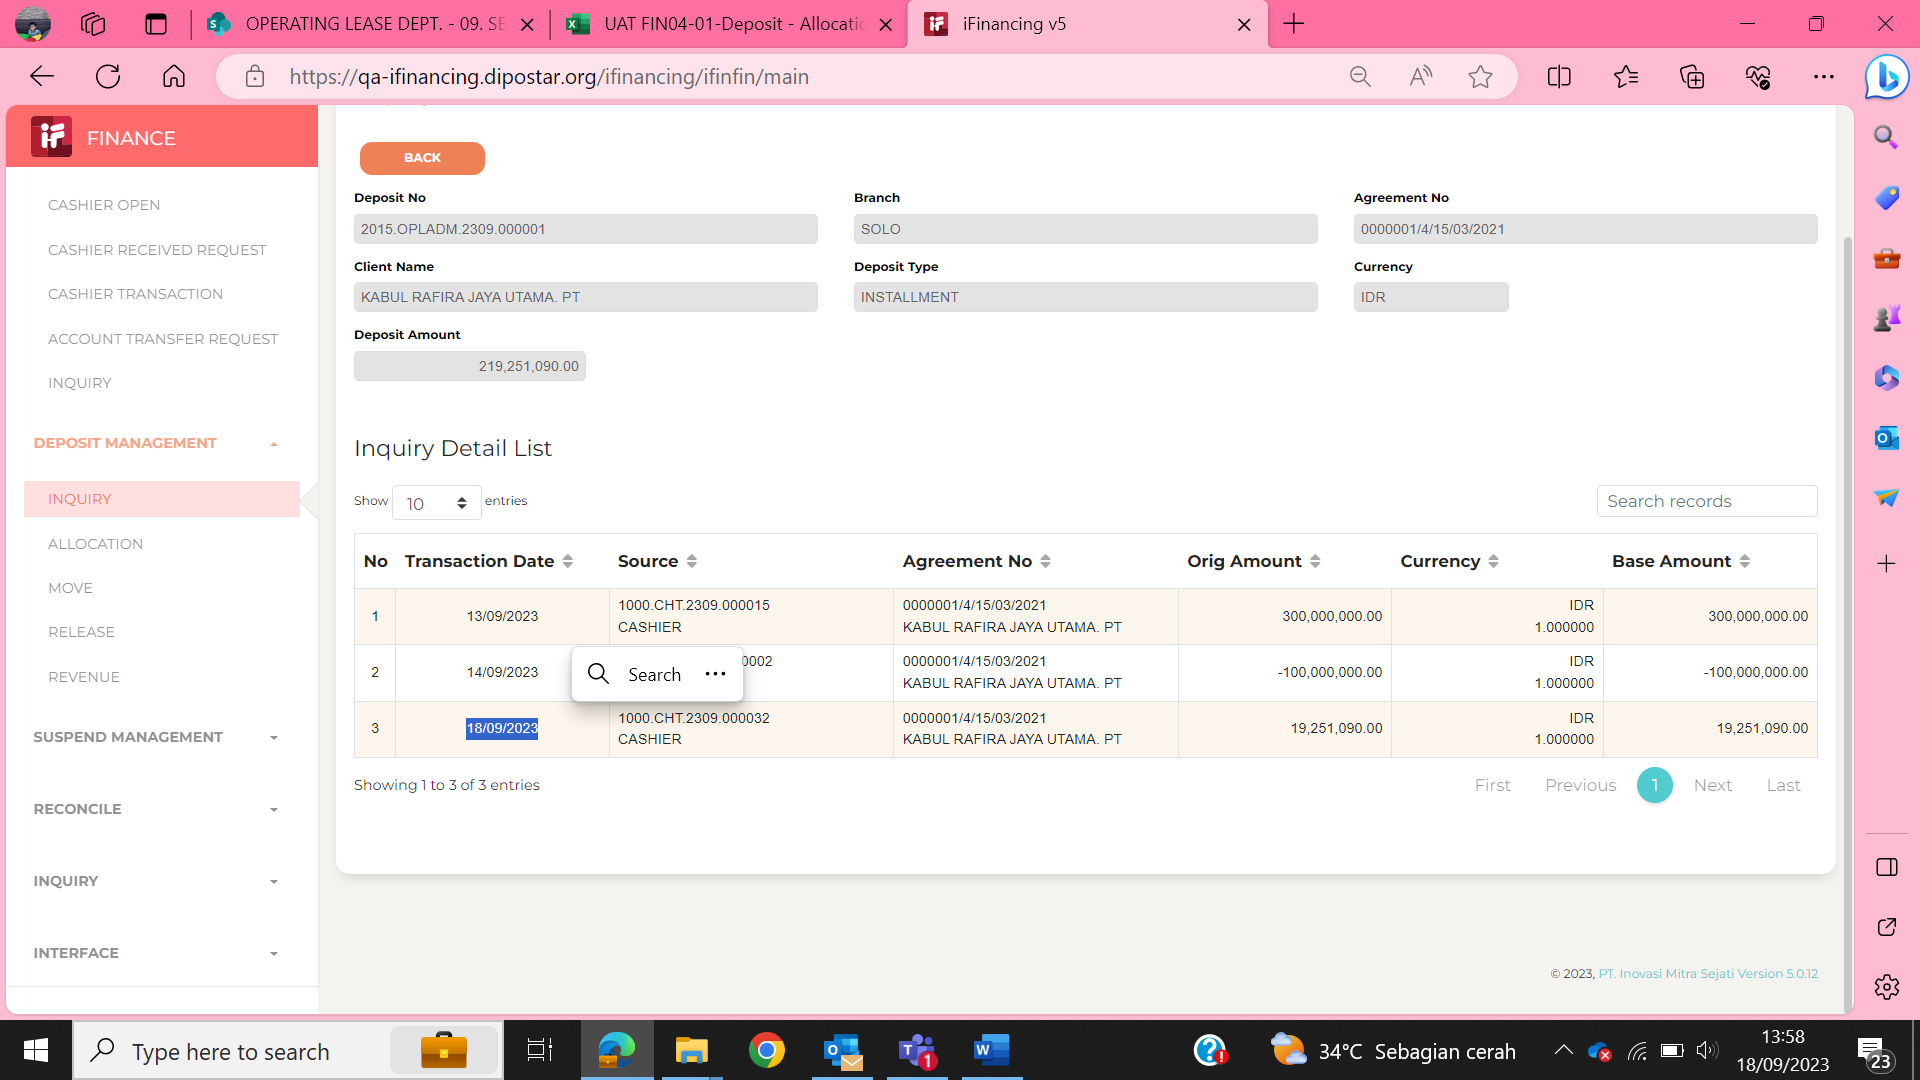 OPERATING LEASE DEPT. - 09. SE
UAT FIN04-01-Deposit - Allocatio
iFinancing v5
https://qa-ifinancing.dipostar.org/ifinancing/ifinfin/main
iF FINANCE
CASHIER OPEN
CASHIER RECEIVED REQUEST
CASHIER TRANSACTION
ACCOUNT TRANSFER REQUEST
INQUIRY
DEPOSIT MANAGEMENT
INQUIRY
ALLOCATION
MOVE
RELEASE
REVENUE
SUSPEND MANAGEMENT
RECONCILE
INQUIRY
INTERFACE
BACK
Deposit No Branch Agreement No
2015.OPLADM.2309.000001 SOLO 0000001/4/15/03/2021
Client Name Deposit Type Currency
KABUL RAFIRA JAYA UTAMA. PT INSTALLMENT IDR
Deposit Amount
219,251,090.00
Inquiry Detail List
Show 10 entries Search records
No Transaction Date Source Agreement No Orig Amount Currency Base Amount
1 13/09/2023 1000.CHT.2309.000015 CASHIER 0000001/4/15/03/2021 KABUL RAFIRA JAYA UTAMA. PT 300,000,000.00 IDR 1.000000 300,000,000.00
2 14/09/2023 0002 0000001/4/15/03/2021 KABUL RAFIRA JAYA UTAMA. PT -100,000,000.00 IDR 1.000000 -100,000,000.00
Search
3 18/09/2023 1000.CHT.2309.000032 CASHIER 0000001/4/15/03/2021 KABUL RAFIRA JAYA UTAMA. PT 19,251,090.00 IDR 1.000000 19,251,090.00
Showing 1 to 3 of 3 entries First Previous 1 Next Last
© 2023, PT. Inovasi Mitra Sejati Version 5.0.12
Type here to search
1
34°C Sebagian cerah
13:58
18/09/2023
23